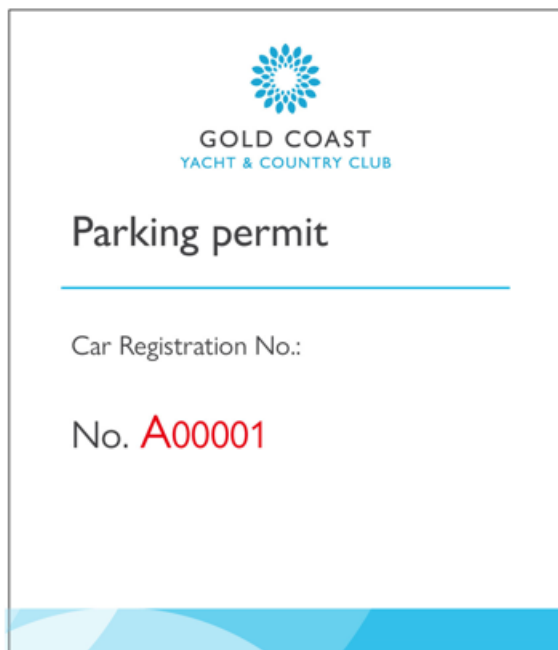 GOLD COAST
YACHT & COUNTRY CLUB
Parking permit
Car Registration No.:
No. A00001